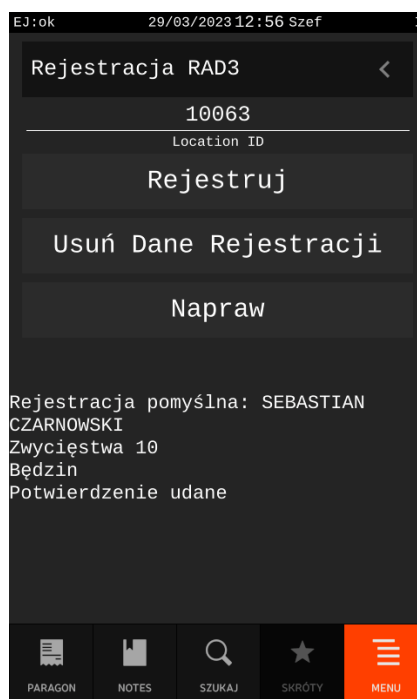 EJ:ok 29/03/2023 12:56 Szef
Rejestracja RAD3
10063
Location ID
Rejestruj
Usuń Dane Rejestracji
Napraw
Rejestracja pomyślna: SEBASTIAN
CZARNOWSKI
Zwycięstwa 10
Będzin
Potwierdzenie udane
PARAGON NOTES SZUKAJ SKRÓTY MENU